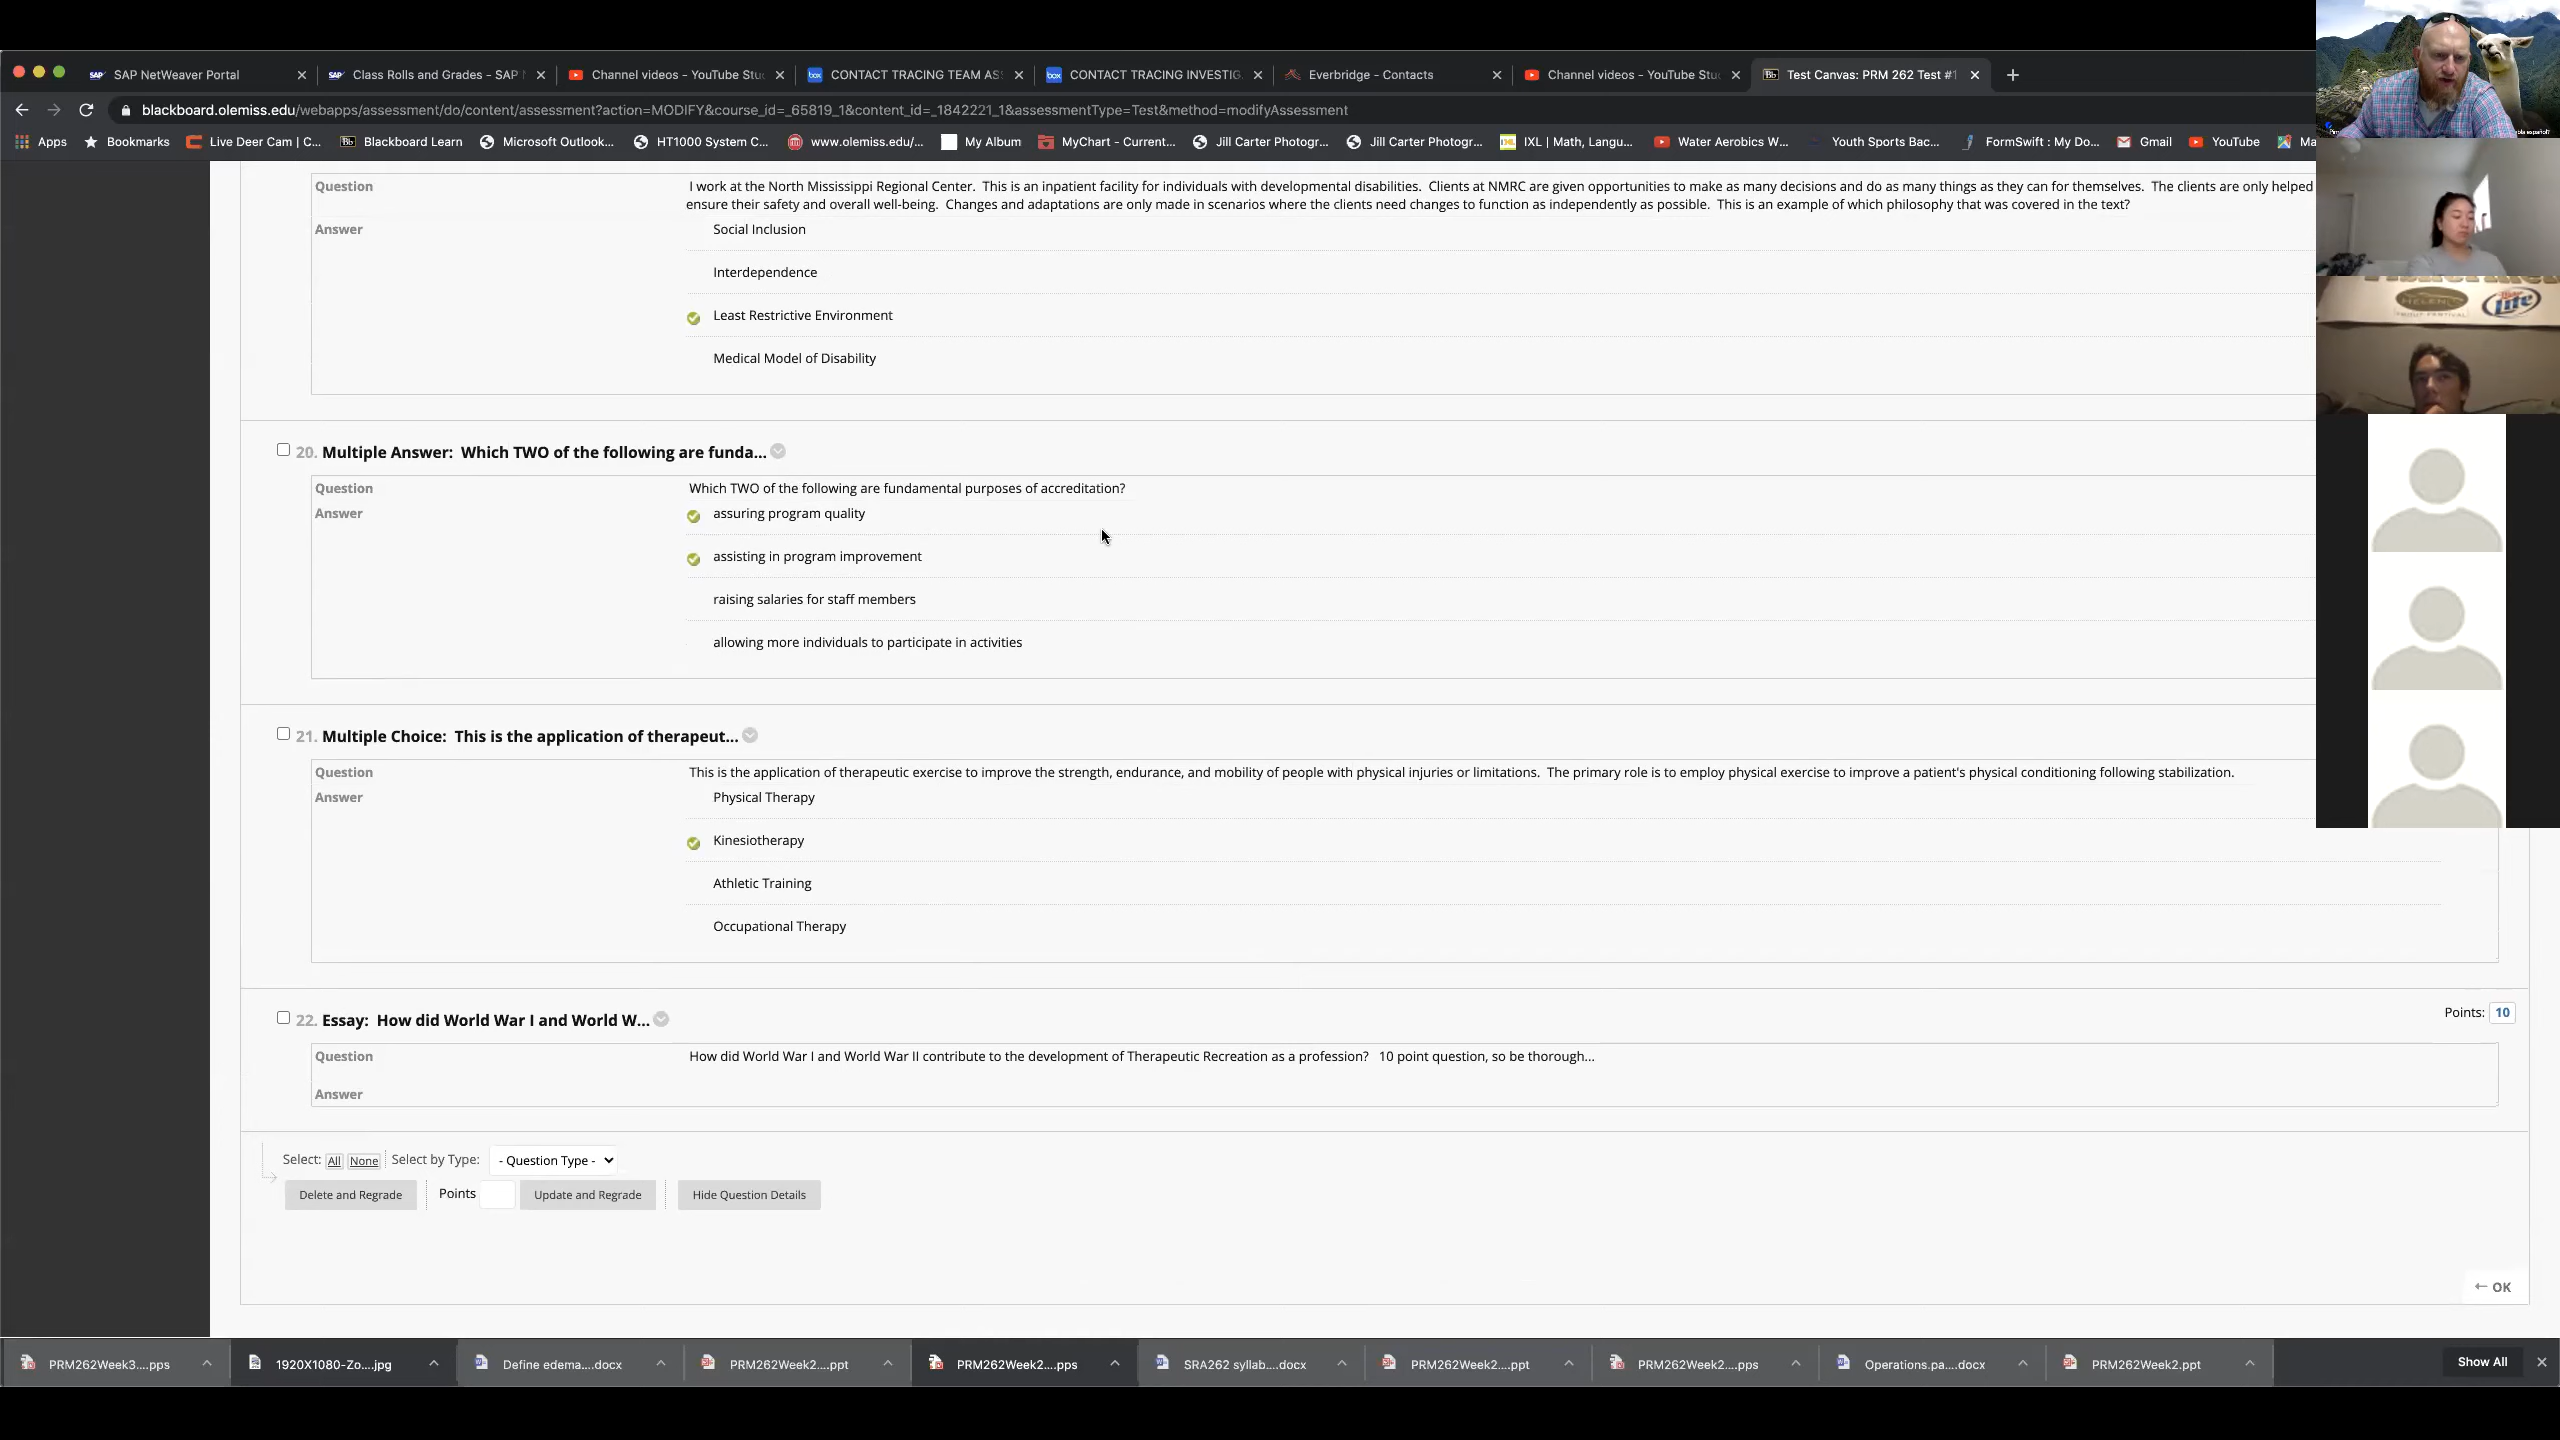 SAP NetWeaver Portal
Class Rolls and Grades - SAP N
Channel videos - YouTube Stu
CONTACT TRACING TEAM AS
CONTACT TRACING INVESTIG
Everbridge - Contacts
Channel videos - YouTube Stu
Test Canvas: PRM 262 Test #1
blackboard.olemiss.edu/webapps/assessment/do/content/assessment?action=MODIFY&course_id=_65819_1&content_id=_1842221_1&assessmentType=Test&method=modifyAssessment
Apps
Bookmarks
Live Deer Cam | C...
Blackboard Learn
Microsoft Outlook...
HT1000 System C...
www.olemiss.edu/...
My Album
MyChart - Current...
Jill Carter Photogr...
Jill Carter Photogr...
IXL | Math, Langu...
Water Aerobics W...
Youth Sports Bac...
FormSwift : My Do...
Gmail
YouTube
Ma
Question
I work at the North Mississippi Regional Center. This is an inpatient facility for individuals with developmental disabilities. Clients at NMRC are given opportunities to make as many decisions and do as many things as they can for themselves. The clients are only helped
ensure their safety and overall well-being. Changes and adaptations are only made in scenarios where the clients need changes to function as independently as possible. This is an example of which philosophy that was covered in the text?
Answer
Social Inclusion
Interdependence
Least Restrictive Environment
Medical Model of Disability
20. Multiple Answer: Which TWO of the following are funda...
Question
Which TWO of the following are fundamental purposes of accreditation?
Answer
assuring program quality
assisting in program improvement
raising salaries for staff members
allowing more individuals to participate in activities
21. Multiple Choice: This is the application of therapeut...
Question
This is the application of therapeutic exercise to improve the strength, endurance, and mobility of people with physical injuries or limitations. The primary role is to employ physical exercise to improve a patient's physical conditioning following stabilization.
Answer
Physical Therapy
Kinesiotherapy
Athletic Training
Occupational Therapy
22. Essay: How did World War I and World W...
Points: 10
Question
How did World War I and World War II contribute to the development of Therapeutic Recreation as a profession? 10 point question, so be thorough...
Answer
Select: All None Select by Type: - Question Type -
Delete and Regrade Points Update and Regrade Hide Question Details
OK
PRM262Week3....pps
1920X1080-Zo....jpg
Define edema....docx
PRM262Week2....ppt
PRM262Week2....pps
SRA262 syllab....docx
PRM262Week2....ppt
PRM262Week2....pps
Operations.pa....docx
PRM262Week2.ppt
Show All